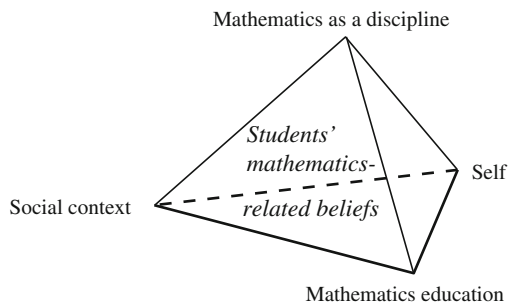 Mathematics as a discipline
Students'
mathematics-
Self
related beliefs
Social context
Mathematics education